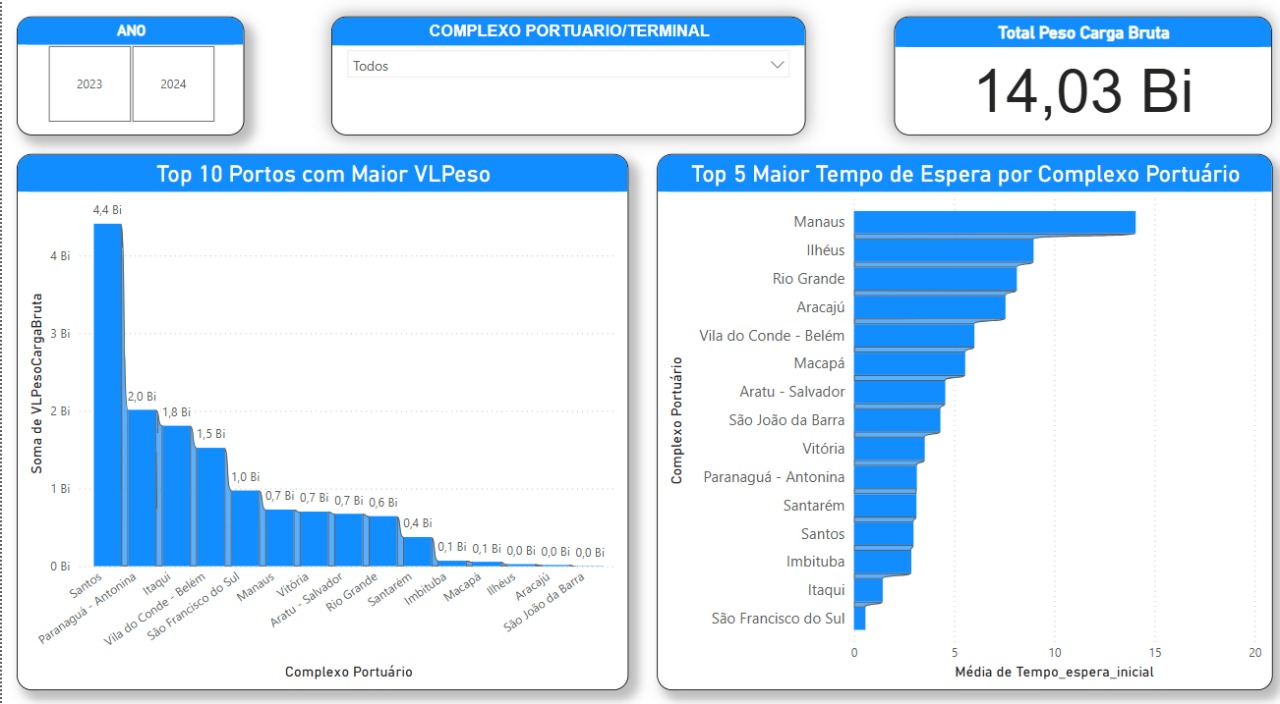 ANO
2023
2024
COMPLEXO PORTUARIO/TERMINAL
Todos
Total Peso Carga Bruta
14,03 Bi
Top 10 Portos com Maior VLPeso
4,4 Bi
2,0 Bi
1,8 Bi
1,5 Bi
1,0 Bi
0,7 Bi
0,7 Bi
0,7 Bi
0,6 Bi
0,4 Bi
0,1 Bi
0,1 Bi
0,0 Bi
0,0 Bi
0,0 Bi
4 Bi
3 Bi
2 Bi
1 Bi
0 Bi
Soma de VLPesoCargaBruta
Santos
Paranaguá - Antonina
Itaqui
Vila do Conde - Belém
São Francisco do Sul
Manaus
Vitória
Aratu - Salvador
Rio Grande
Santarém
Imbituba
Macapá
Ilhéus
Aracajú
São João da Barra
Complexo Portuário
Top 5 Maior Tempo de Espera por Complexo Portuário
Complexo Portuário
Manaus
Ilhéus
Rio Grande
Aracajú
Vila do Conde - Belém
Macapá
Aratu - Salvador
São João da Barra
Vitória
Paranaguá - Antonina
Santarém
Santos
Imbituba
Itaqui
São Francisco do Sul
0
5
10
15
20
Média de Tempo_espera_inicial